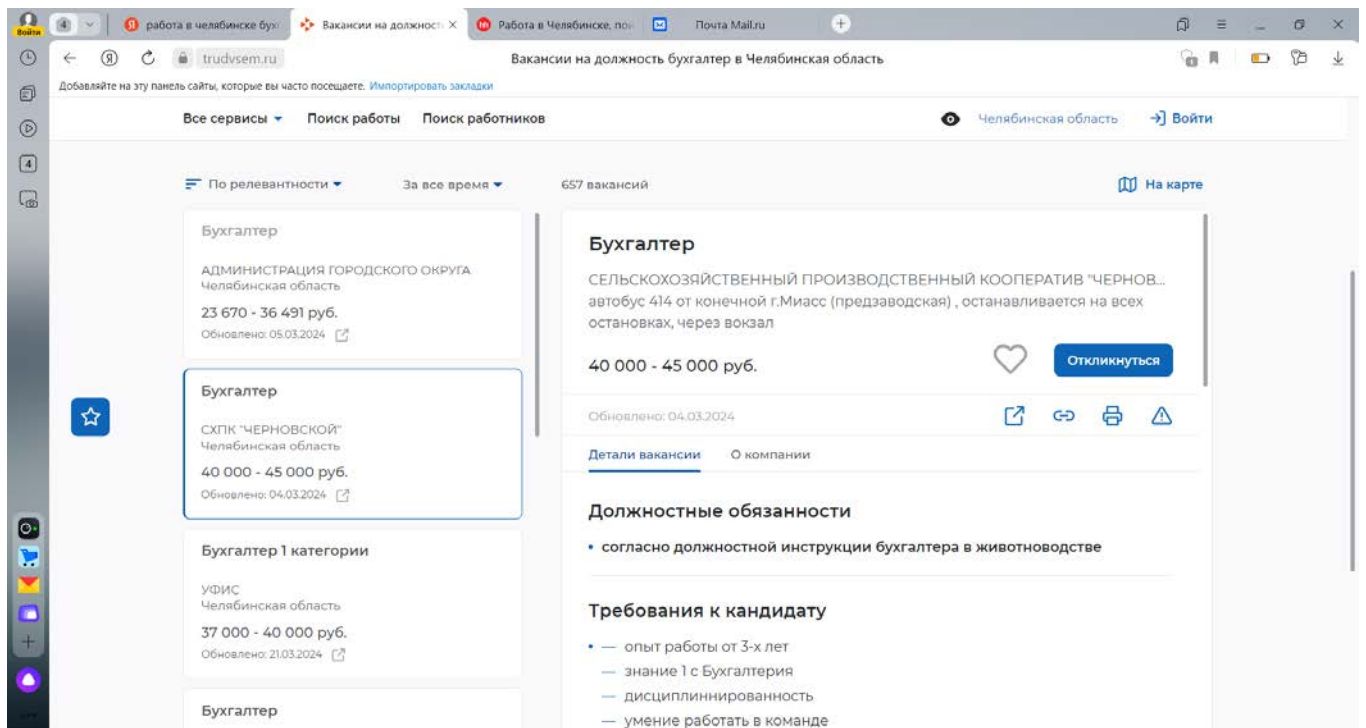 Войти
4
работа в челябинске бух
Вакансии на должност
Работа в Челябинске, по
Почта Mail.ru
trudvsem.ru
Вакансии на должность бухгалтер в Челябинская область
Добавляйте на эту панель сайты, которые вы часто посещаете. Импортировать закладки
Все сервисы
Поиск работы
Поиск работников
Челябинская область
Войти
4
По релевантности
За все время
657 вакансий
На карте
Бухгалтер
АДМИНИСТРАЦИЯ ГОРОДСКОГО ОКРУГА
Челябинская область
23 670 - 36 491 руб.
Обновлено: 05.03.2024
Бухгалтер
СХПК "ЧЕРНОВСКОЙ"
Челябинская область
40 000 - 45 000 руб.
Обновлено: 04.03.2024
Бухгалтер 1 категории
УФИС
Челябинская область
37 000 - 40 000 руб.
Обновлено: 21.03.2024
Бухгалтер
Бухгалтер
СЕЛЬСКОХОЗЯЙСТВЕННЫЙ ПРОИЗВОДСТВЕННЫЙ КООПЕРАТИВ "ЧЕРНОВ...
автобус 414 от конечной г.Миасс (предзаводская) , останавливается на всех
остановках, через вокзал
40 000 - 45 000 руб.
Откликнуться
Обновлено: 04.03.2024
Детали вакансии
О компании
Должностные обязанности
• согласно должностной инструкции бухгалтера в животноводстве
Требования к кандидату
• — опыт работы от 3-х лет
— знание 1 с Бухгалтерия
— дисциплиннированность
— умение работать в команде